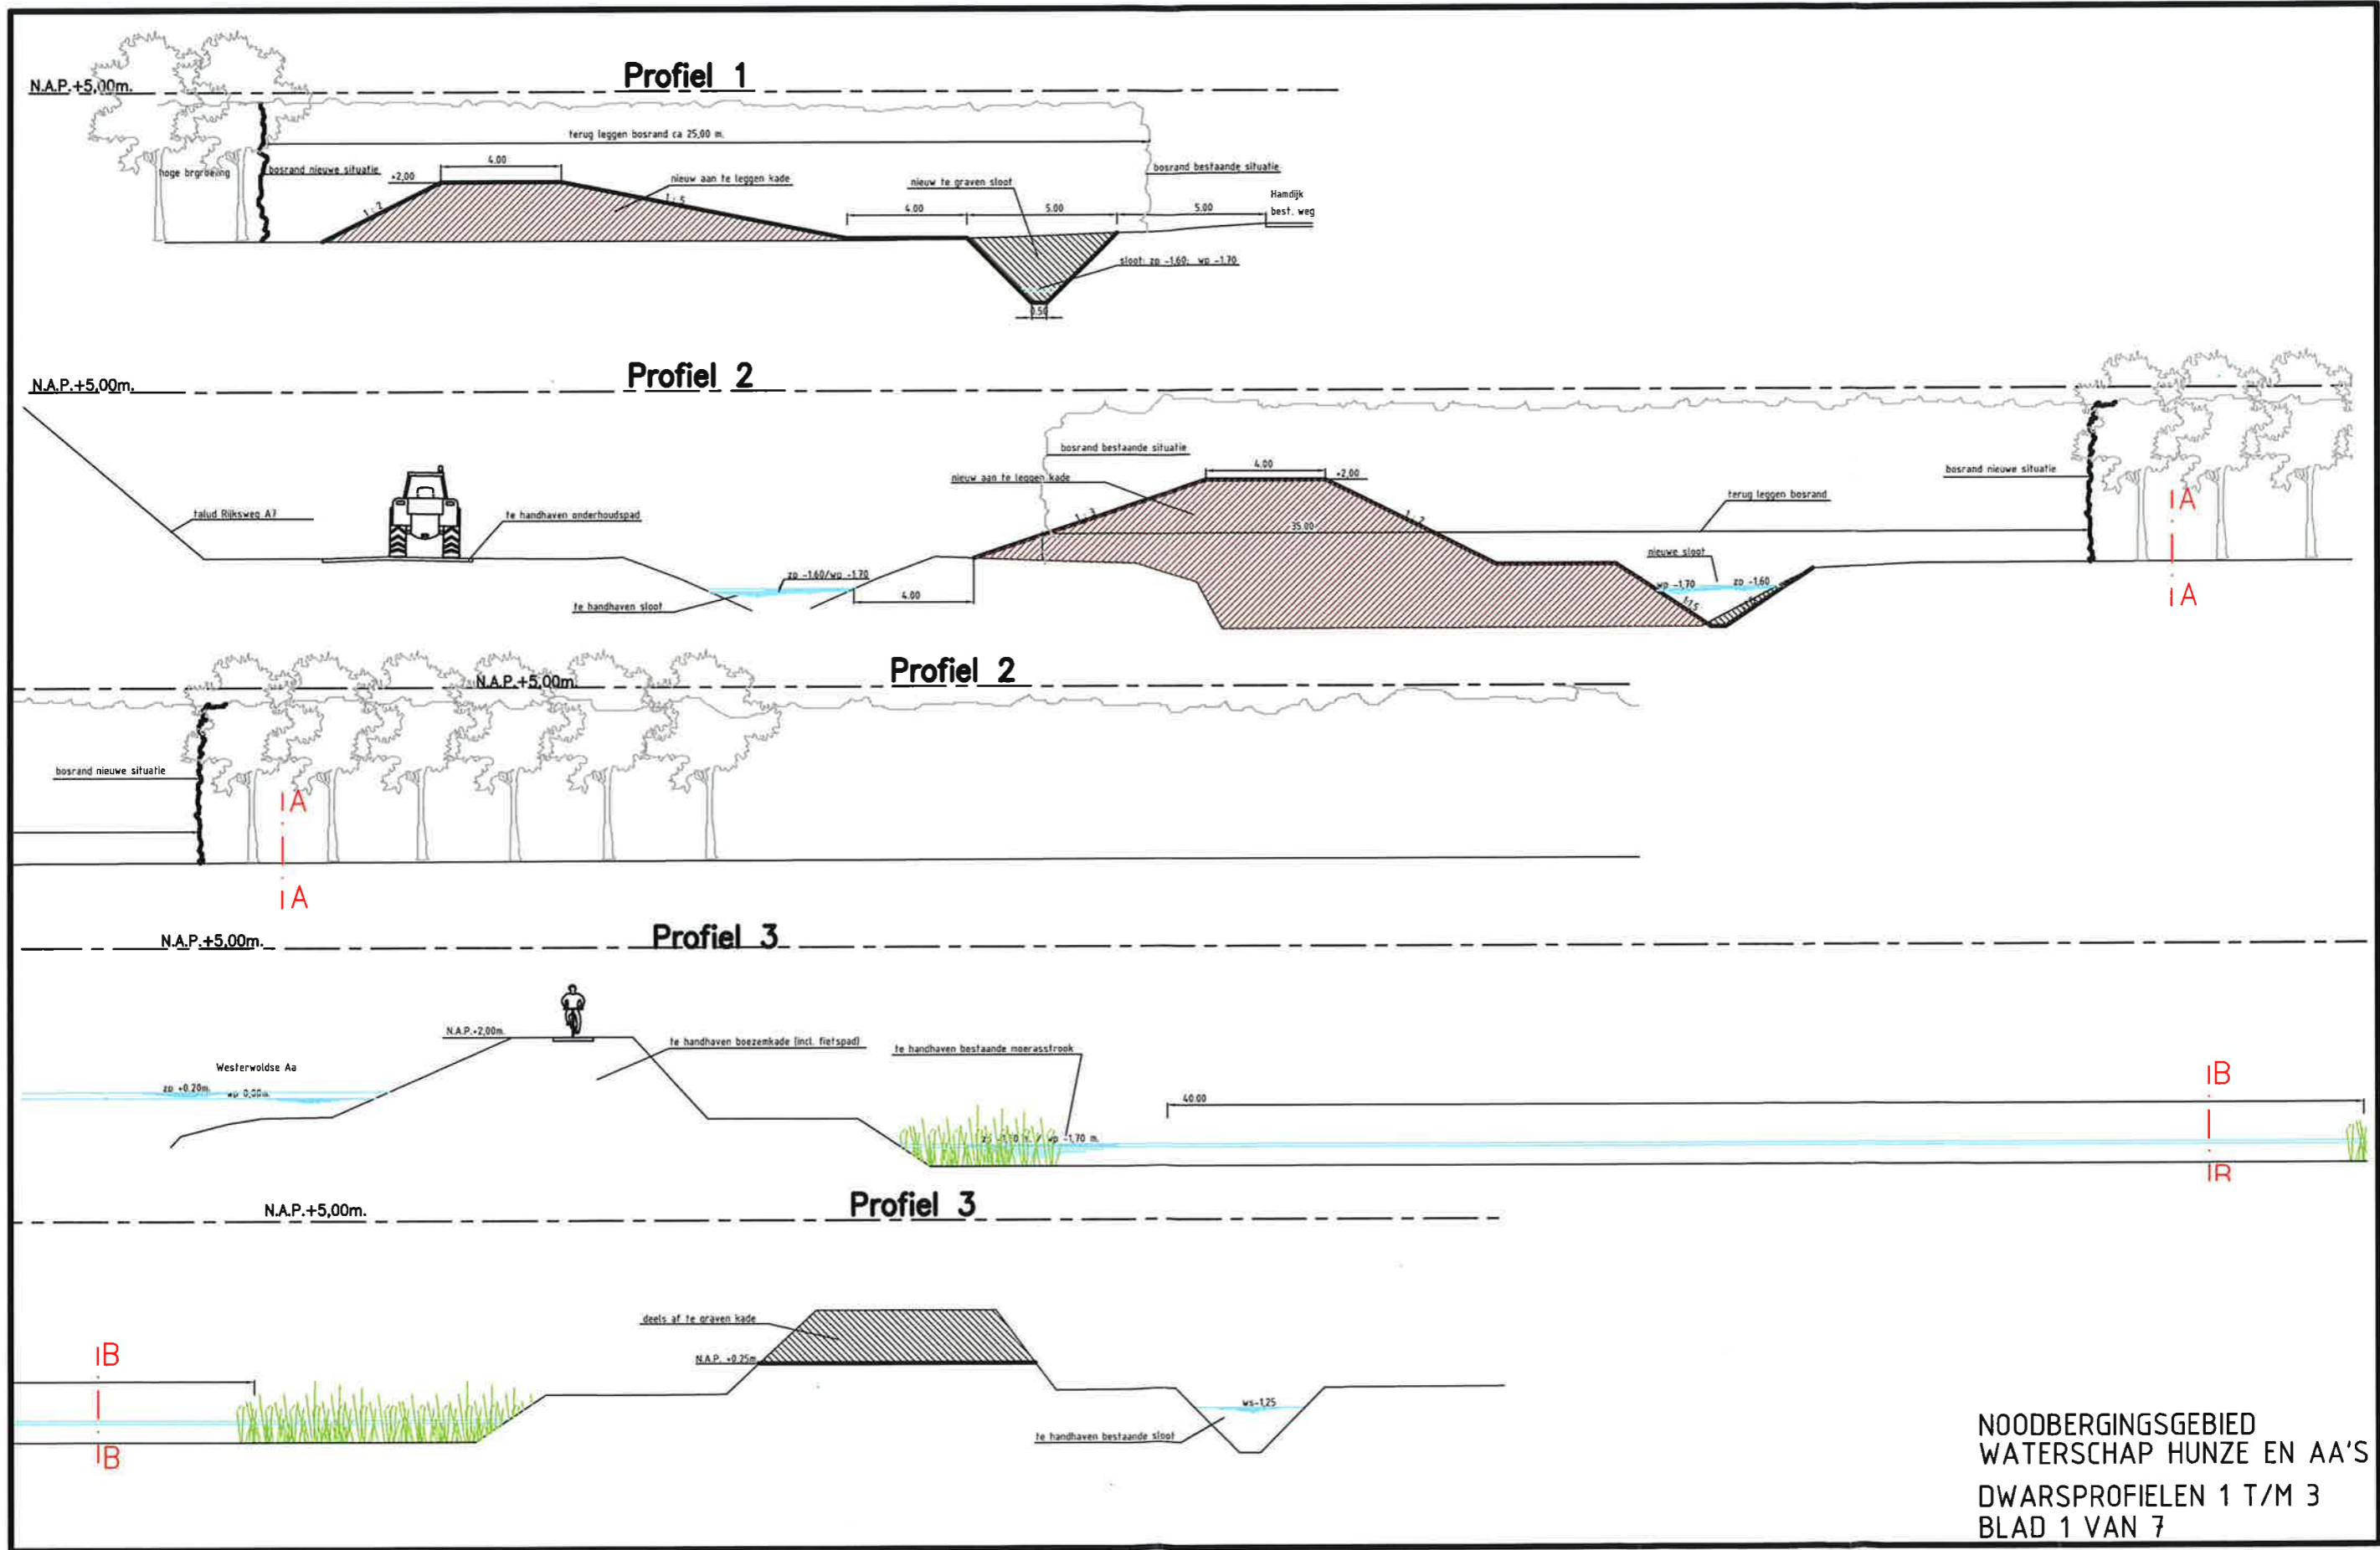 Profiel 1
N.A.P.+5,00m.
terug leggen bosrand ca 25,00 m.
hoge brgroeiing
bosrand nieuwe situatie
+2,00
4.00
nieuw aan te leggen kade
nieuw te graven sloot
bosrand bestaande situatie
Hamdijk
best. weg
1 : 2
1 : 5
4.00
5.00
5.00
sloot: zp -1.60; wp -1.70
0.50
Profiel 2
N.A.P.+5,00m.
bosrand bestaande situatie
nieuw aan te leggen kade
4.00
+2,00
bosrand nieuwe situatie
terug leggen bosrand
A
talud Rijksweg A7
te handhaven onderhoudspad
1 : 3
35.00
1 : 2
nieuwe sloot
zp -1.60/wp -1.70
wp -1.70
zp -1.60
te handhaven sloot
4.00
1:1.5
A
Profiel 2
N.A.P.+5,00m.
bosrand nieuwe situatie
A
A
Profiel 3
N.A.P.+5,00m.
N.A.P.+2,00m.
te handhaven boezemkade (incl. fietspad)
te handhaven bestaande moerasstrook
Westerwoldse Aa
zp +0.20m.
wp 0,00m.
B
40.00
wp -1,70 m.
B
Profiel 3
N.A.P.+5,00m.
deels af te graven kade
N.A.P. +0.25m
B
ws-1,25
te handhaven bestaande sloot
B
NOODBERGINGSGEBIED
WATERSCHAP HUNZE EN AA'S
DWARSPROFIELEN 1 T/M 3
BLAD 1 VAN 7